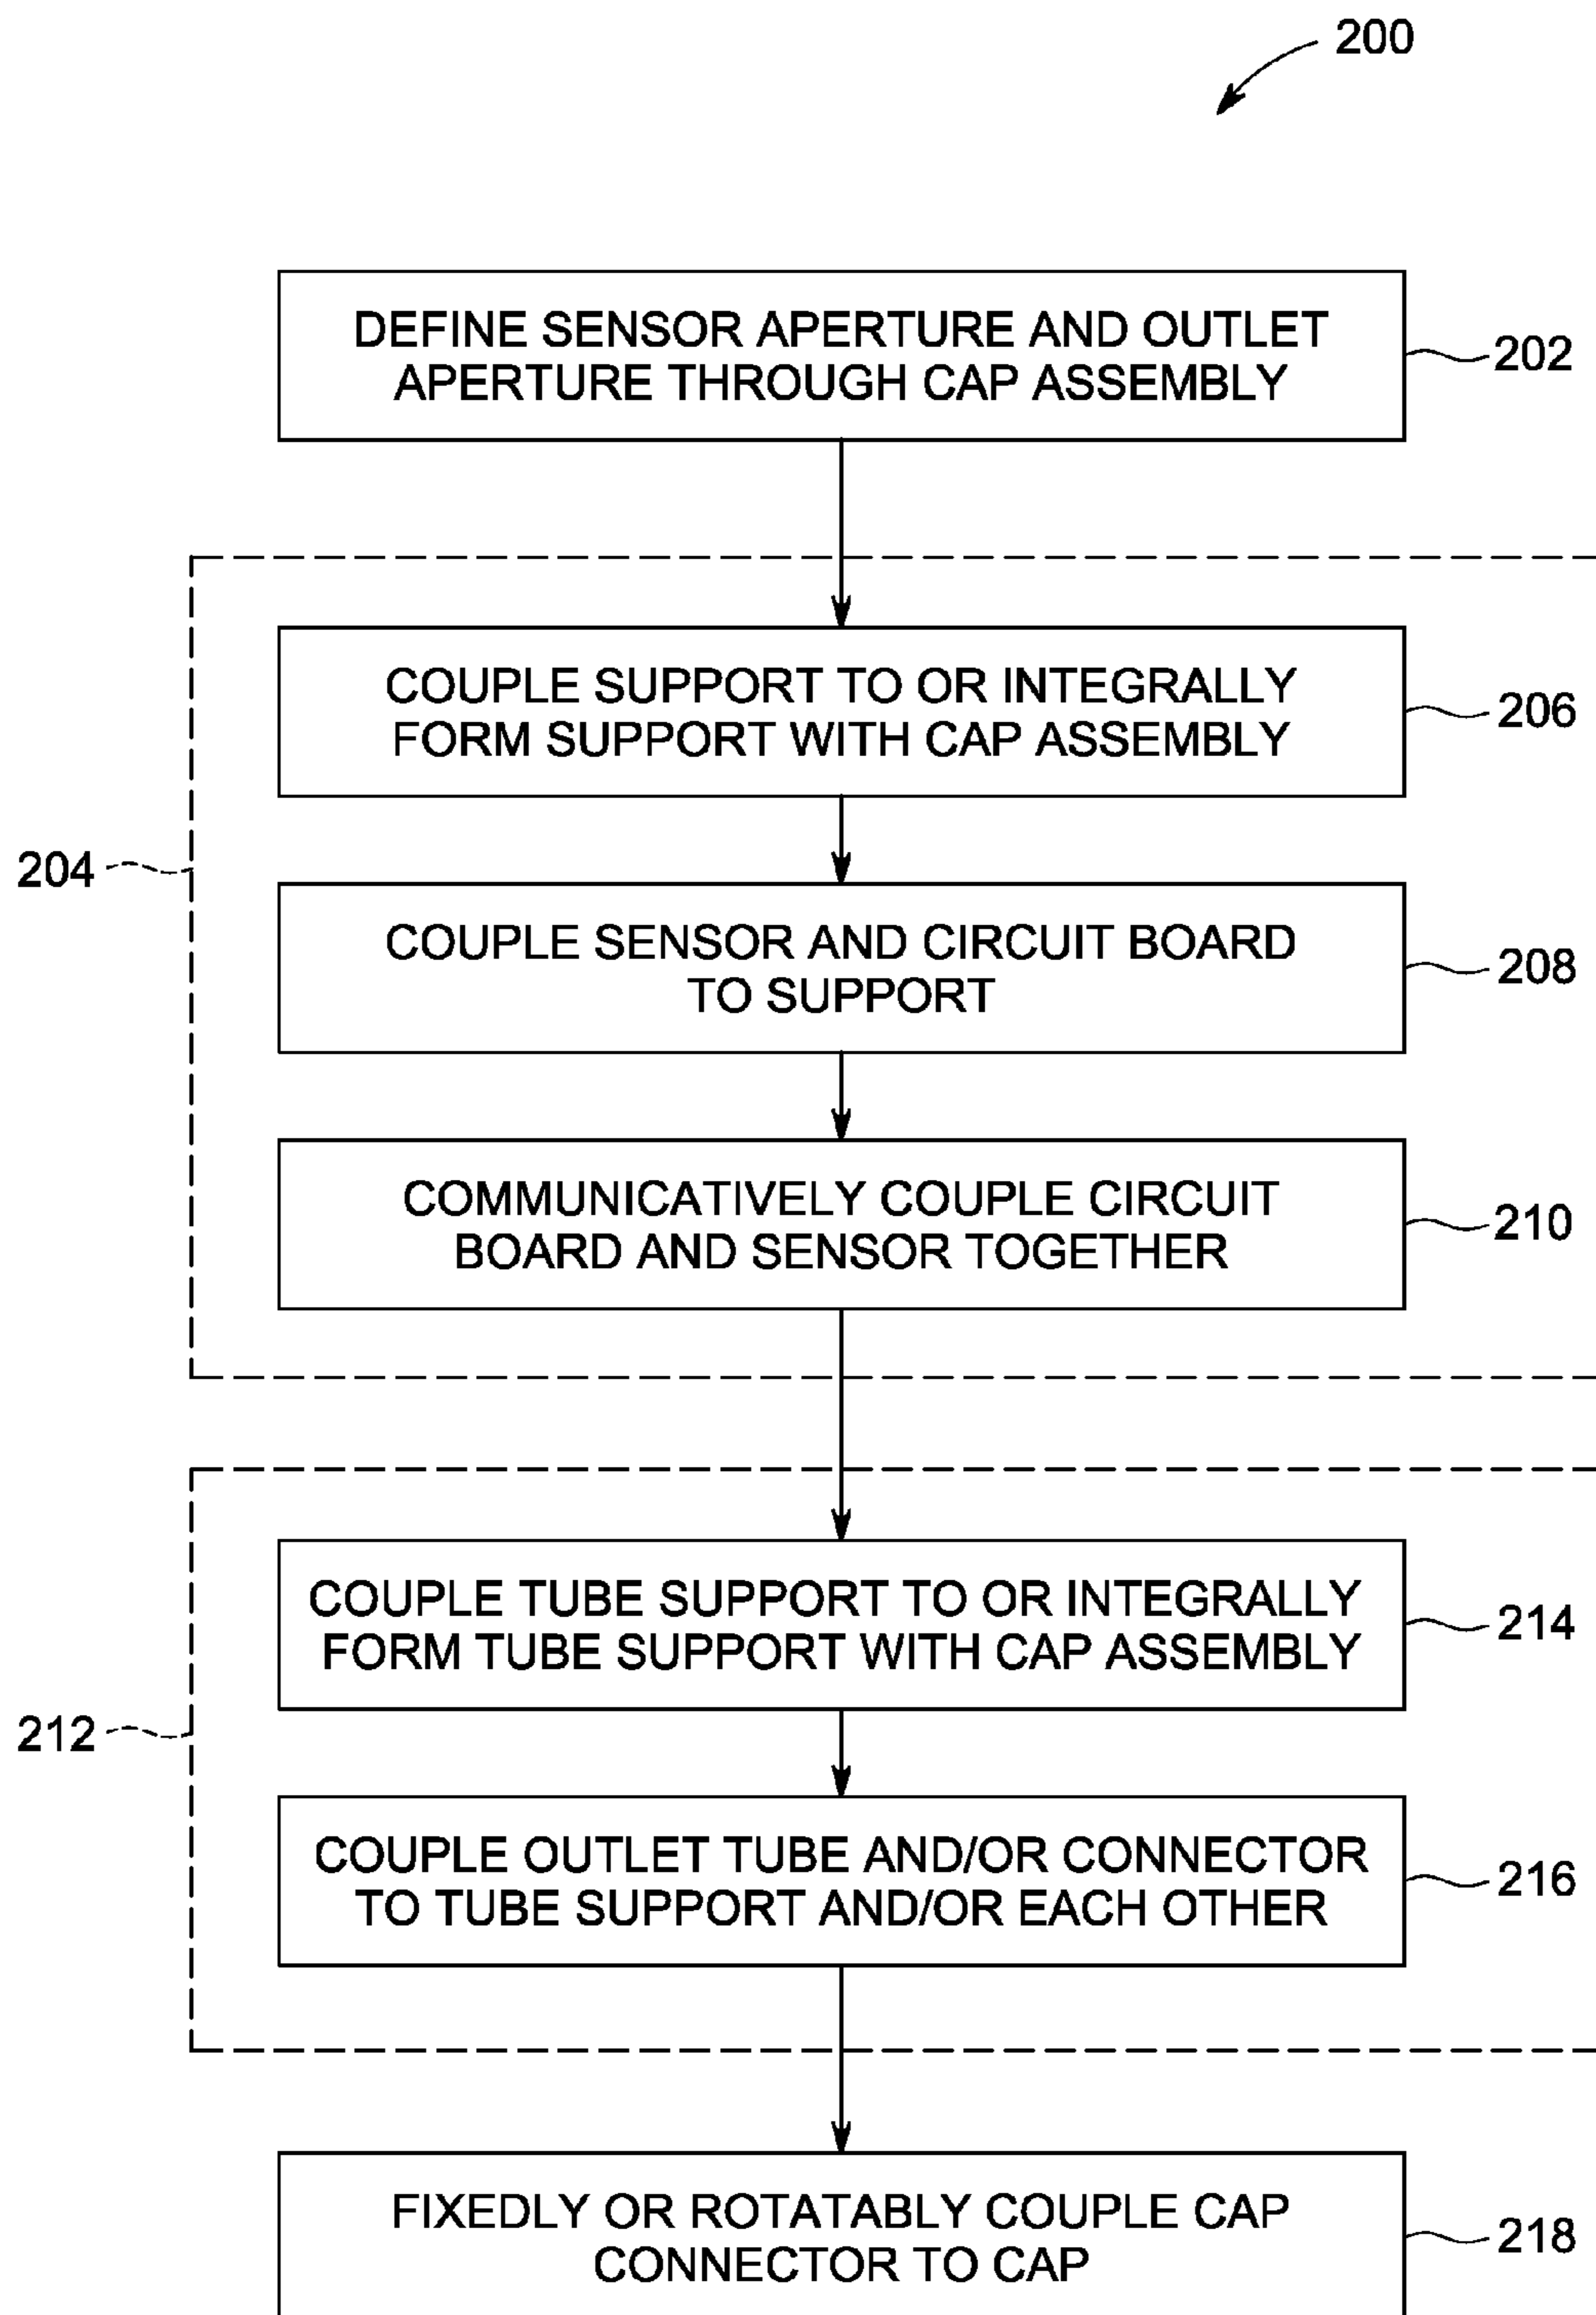 200
DEFINE SENSOR APERTURE AND OUTLET
APERTURE THROUGH CAP ASSEMBLY
202
COUPLE SUPPORT TO OR INTEGRALLY
FORM SUPPORT WITH CAP ASSEMBLY
206
204
COUPLE SENSOR AND CIRCUIT BOARD
TO SUPPORT
208
COMMUNICATIVELY COUPLE CIRCUIT
BOARD AND SENSOR TOGETHER
210
COUPLE TUBE SUPPORT TO OR INTEGRALLY
FORM TUBE SUPPORT WITH CAP ASSEMBLY
214
212
COUPLE OUTLET TUBE AND/OR CONNECTOR
TO TUBE SUPPORT AND/OR EACH OTHER
216
FIXEDLY OR ROTATABLY COUPLE CAP
CONNECTOR TO CAP
218